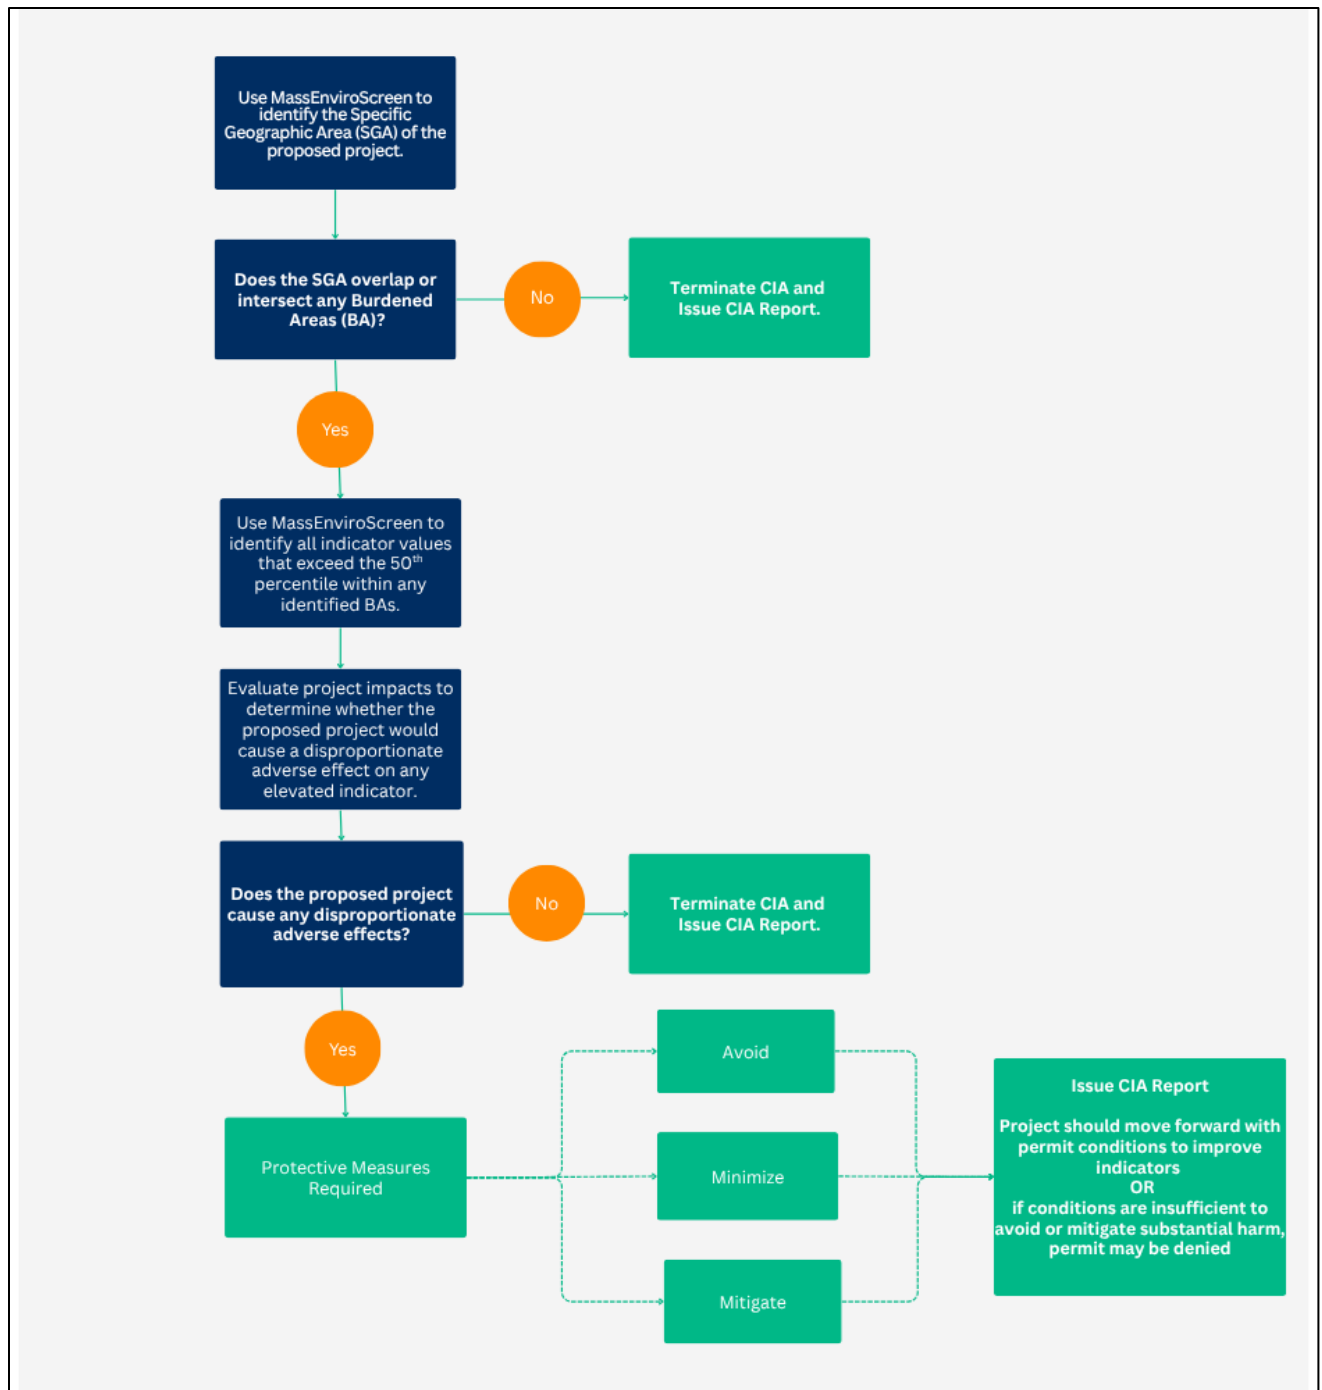 Use MassEnviroScreen to
identify the Specific
Geographic Area (SGA) of the
proposed project.
Does the SGA overlap or
intersect any Burdened
Areas (BA)?
No
Terminate CIA and
Issue CIA Report.
Yes
Use MassEnviroScreen to
identify all indicator values
that exceed the 50th
percentile within any
identified BAs.
Evaluate project impacts to
determine whether the
proposed project would
cause a disproportionate
adverse effect on any
elevated indicator.
Does the proposed project
cause any disproportionate
adverse effects?
No
Terminate CIA and
Issue CIA Report.
Yes
Protective Measures
Required
Avoid
Minimize
Mitigate
Issue CIA Report
Project should move forward with
permit conditions to improve
indicators
OR
if conditions are insufficient to
avoid or mitigate substantial harm,
permit may be denied